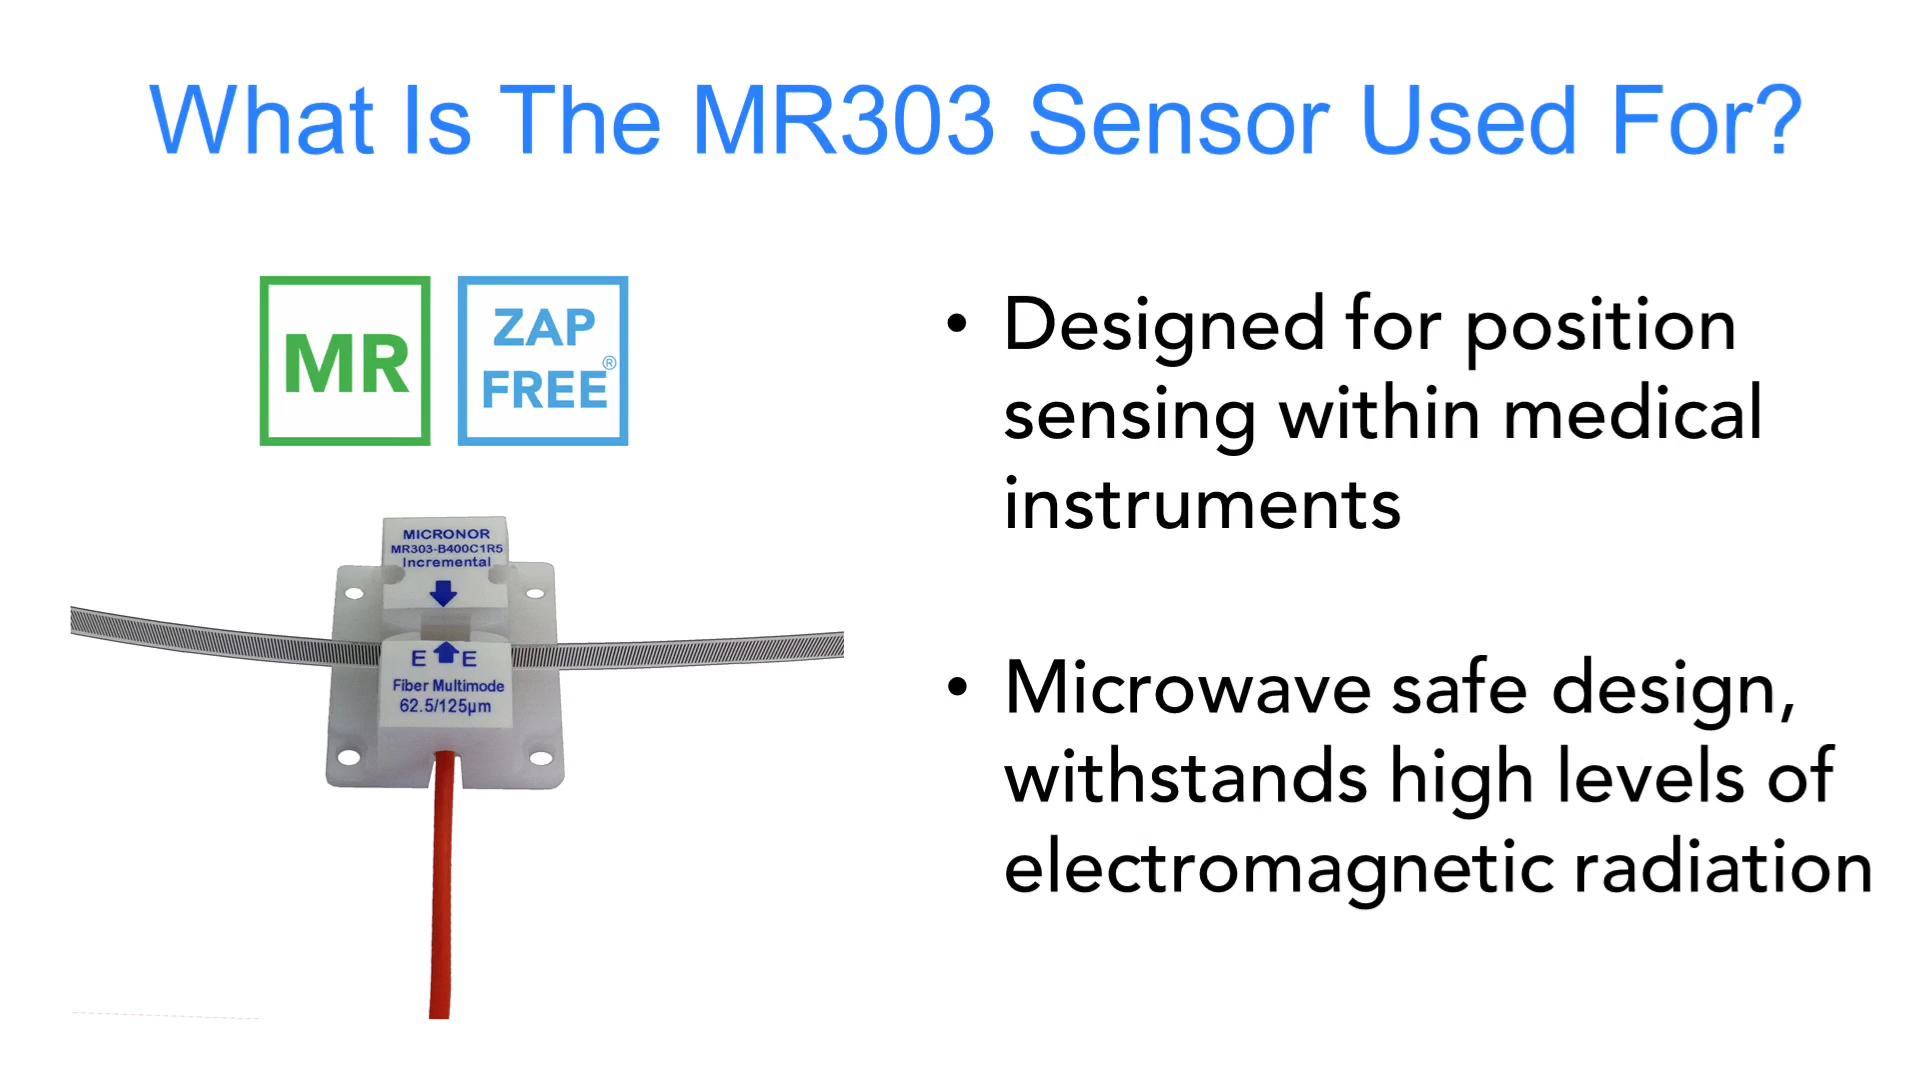 What Is The MR303 Sensor Used For?
MR
ZAP
FREE®
• Designed for position
sensing within medical
instruments
• Microwave safe design,
withstands high levels of
electromagnetic radiation
MICRONOR
MR303-B400C1R5
Incremental
E E
Fiber Multimode
62.5/125µm